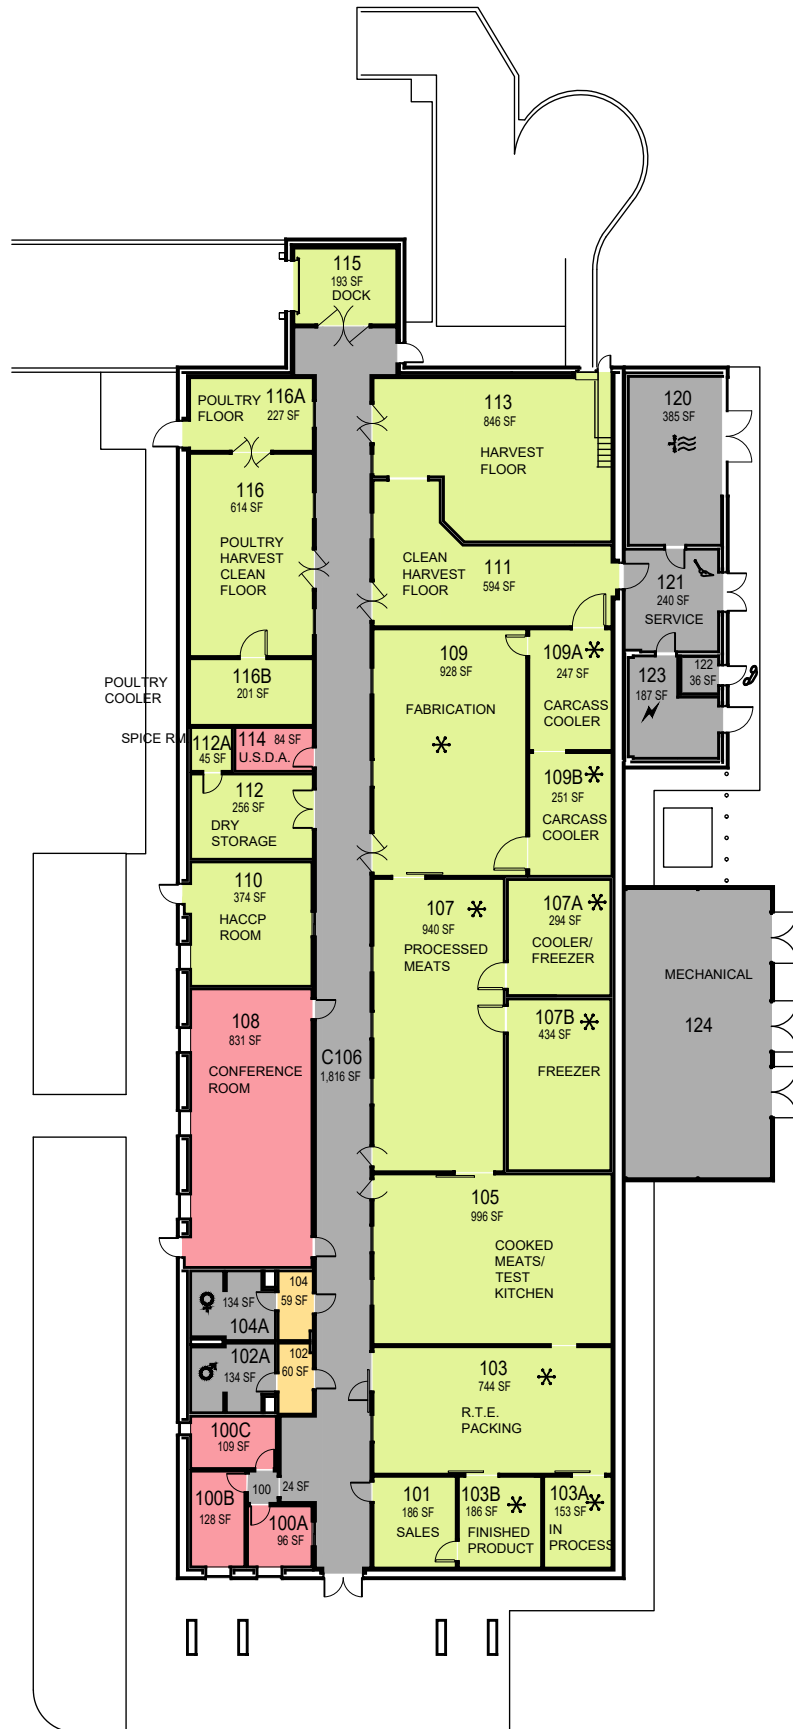 115
193 SF
DOCK
POULTRY
FLOOR
116A
227 SF
113
846 SF
HARVEST
FLOOR
120
385 SF
116
614 SF
POULTRY
HARVEST
CLEAN
FLOOR
CLEAN
HARVEST
FLOOR
111
594 SF
121
240 SF
SERVICE
POULTRY
COOLER
116B
201 SF
109
928 SF
FABRICATION
109A
247 SF
CARCASS
COOLER
122
36 SF
123
187 SF
SPICE RM
112A
45 SF
114
84 SF
U.S.D.A.
112
256 SF
DRY
STORAGE
109B
251 SF
CARCASS
COOLER
110
374 SF
HACCP
ROOM
107
940 SF
PROCESSED
MEATS
107A
294 SF
COOLER/
FREEZER
MECHANICAL
124
108
831 SF
CONFERENCE
ROOM
C106
1,816 SF
107B
434 SF
FREEZER
105
996 SF
COOKED
MEATS/
TEST
KITCHEN
134 SF
104A
104
59 SF
102A
134 SF
102
60 SF
103
744 SF
R.T.E.
PACKING
100C
109 SF
100B
128 SF
100
24 SF
100A
96 SF
101
186 SF
SALES
103B
186 SF
FINISHED
PRODUCT
103A
153 SF
IN
PROCESS